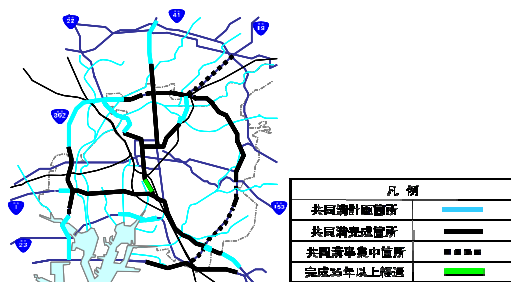 22
41
19
302
1
153
23
凡 例
共同溝計画箇所
共同溝完成箇所
共同溝事業中箇所
完成35年以上経過